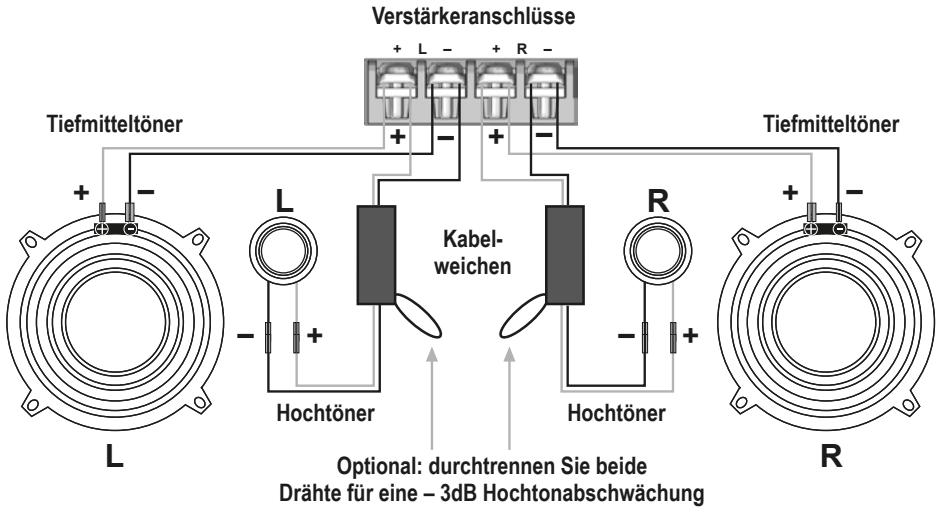 Verstärkeranschlüsse
+ L – + R –
+ – + –
Tiefmitteltöner
Tiefmitteltöner
+ –
+ –
L
R
Kabel-
weichen
– +
– +
Hochtöner
Hochtöner
L
R
Optional: durchtrennen Sie beide
Drähte für eine – 3dB Hochtonabschwächung